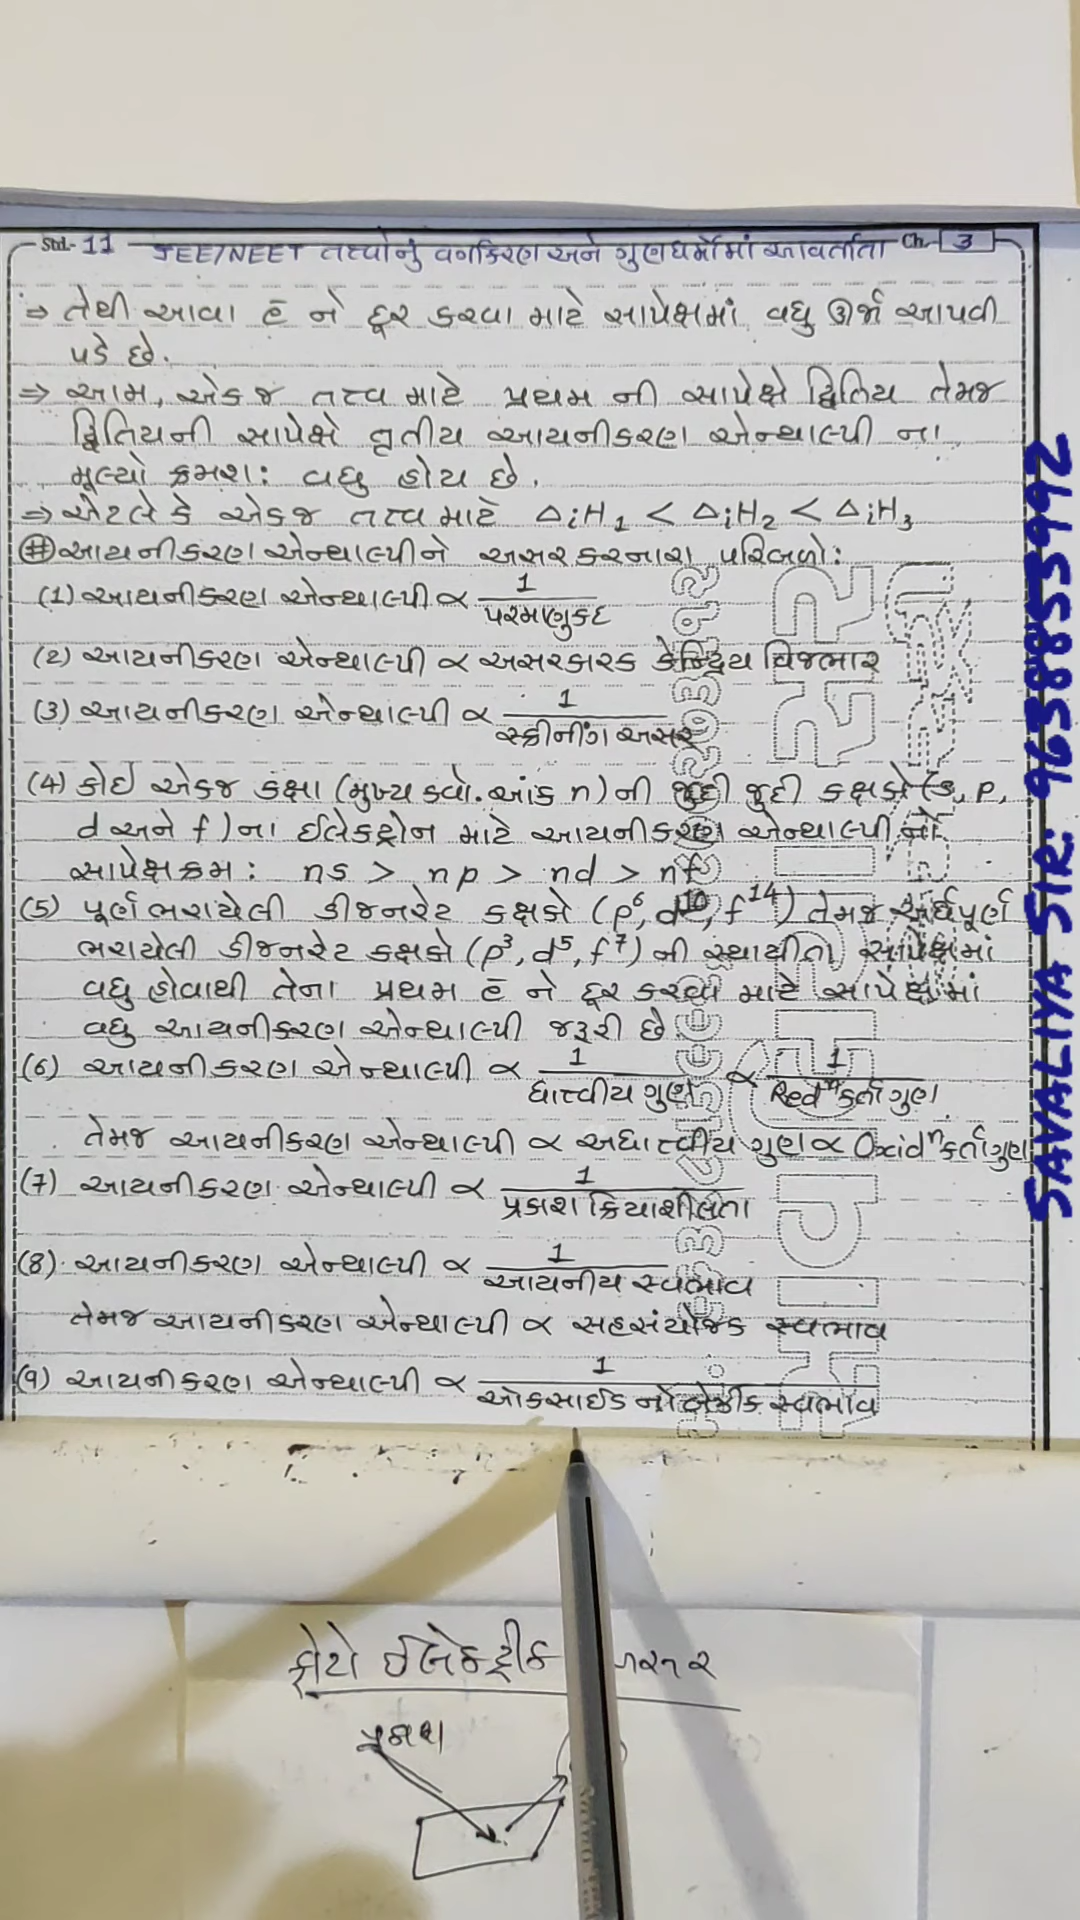 Std.- 11 JEE/NEET તત્ત્વોનું વર્ગીકરણ અને ગુણધર્મોમાં આવર્તતા Ch.- 3
⇒ તેથી આવા ē ને દૂર કરવા માટે સાપેક્ષમાં વધુ ઊર્જા આપવી
પડે છે.
⇒ આમ, એકજ તત્ત્વ માટે પ્રથમ ની સાપેક્ષે દ્વિતિય તેમજ
દ્વિતિયની સાપેક્ષે તૃતીય આયનીકરણ એન્થાલ્પી ના
મૂલ્યો ક્રમશઃ વધુ હોય છે.
⇒ એટલે કે એકજ તત્ત્વ માટે ΔiH1 < ΔiH2 < ΔiH3
# આયનીકરણ એન્થાલ્પીને અસર કરનારા પરિબળો:
(1) આયનીકરણ એન્થાલ્પી ∝ 1/પરમાણુકદ
(2) આયનીકરણ એન્થાલ્પી ∝ અસરકારક કેન્દ્રિય વિજભાર
(3) આયનીકરણ એન્થાલ્પી ∝ 1/સ્ક્રીનીંગ અસર
(4) કોઈ એકજ કક્ષા (મુખ્ય ક્વો. આંક n) ની જુદી જુદી કક્ષકો (s, p,
d અને f) ના ઈલેક્ટ્રોન માટે આયનીકરણ એન્થાલ્પી નો
સાપેક્ષ ક્રમ: ns > np > nd > nf
(5) પૂર્ણ ભરાયેલી ડીજનરેટ કક્ષકો (p⁶, d¹⁰, f¹⁴) તેમજ અર્ધપૂર્ણ
ભરાયેલી ડીજનરેટ કક્ષકો (p³, d⁵, f⁷) ની સ્થાયીતા સાપેક્ષમાં
વધુ હોવાથી તેના પ્રથમ ē ને દૂર કરવા માટે સાપેક્ષમાં
વધુ આયનીકરણ એન્થાલ્પી જરૂરી છે.
(6) આયનીકરણ એન્થાલ્પી ∝ 1/ધાત્વીય ગુણ ∝ 1/Redⁿ કર્તા ગુણ
તેમજ આયનીકરણ એન્થાલ્પી ∝ અધાત્વીય ગુણ ∝ Oxidⁿ કર્તા ગુણ
(7) આયનીકરણ એન્થાલ્પી ∝ 1/પ્રકાશ ક્રિયાશીલતા
(8) આયનીકરણ એન્થાલ્પી ∝ 1/આયનીય સ્વભાવ
તેમજ આયનીકરણ એન્થાલ્પી ∝ સહસંયોજક સ્વભાવ
(9) આયનીકરણ એન્થાલ્પી ∝ 1/ઓક્સાઈડ નો બેઝીક સ્વભાવ
SAVALIYA SIR: 9638855992
ફોટો ઈલેક્ટ્રીક
પ્રકાશ